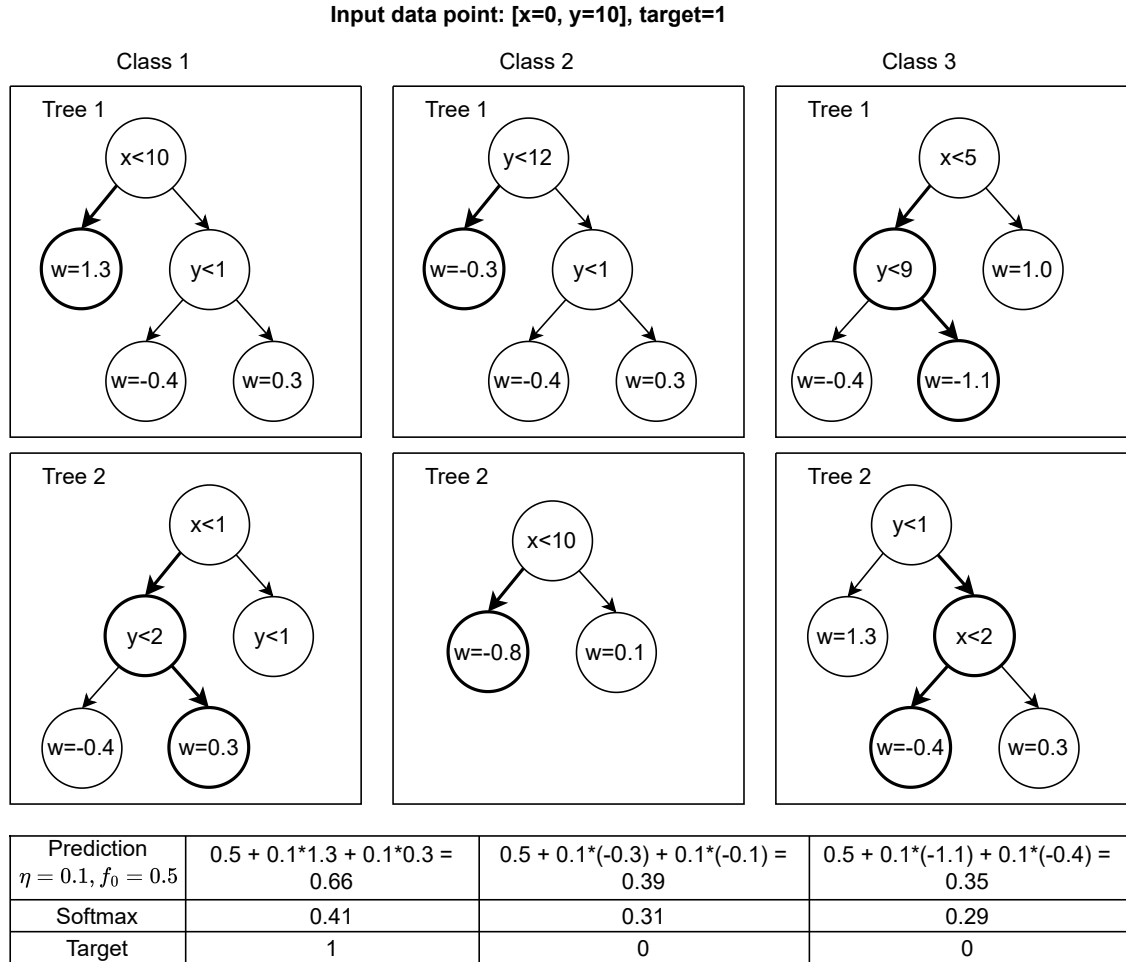 Input data point: [x=0, y=10], target=1
Class 1
Class 2
Class 3
Tree 1
x<10
w=1.3
y<1
w=-0.4
w=0.3
Tree 1
y<12
w=-0.3
y<1
w=-0.4
w=0.3
Tree 1
x<5
y<9
w=1.0
w=-0.4
w=-1.1
Tree 2
x<1
y<2
y<1
w=-0.4
w=0.3
Tree 2
x<10
w=-0.8
w=0.1
Tree 2
y<1
w=1.3
x<2
w=-0.4
w=0.3
Prediction
η = 0.1, f₀ = 0.5
0.5 + 0.1*1.3 + 0.1*0.3 =
0.66
0.5 + 0.1*(-0.3) + 0.1*(-0.1) =
0.39
0.5 + 0.1*(-1.1) + 0.1*(-0.4) =
0.35
Softmax
0.41
0.31
0.29
Target
1
0
0